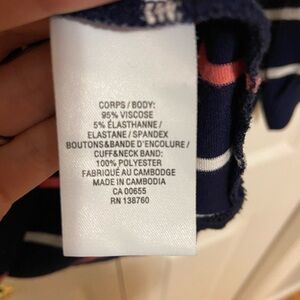 CORPS / BODY:
95% VISCOSE
5% ÉLASTHANNE /
ELASTANE / SPANDEX
BOUTONS&BANDE D'ENCOLURE /
CUFF&NECK BAND:
100% POLYESTER
FABRIQUÉ AU CAMBODGE
MADE IN CAMBODIA
CA 00655
RN 138760